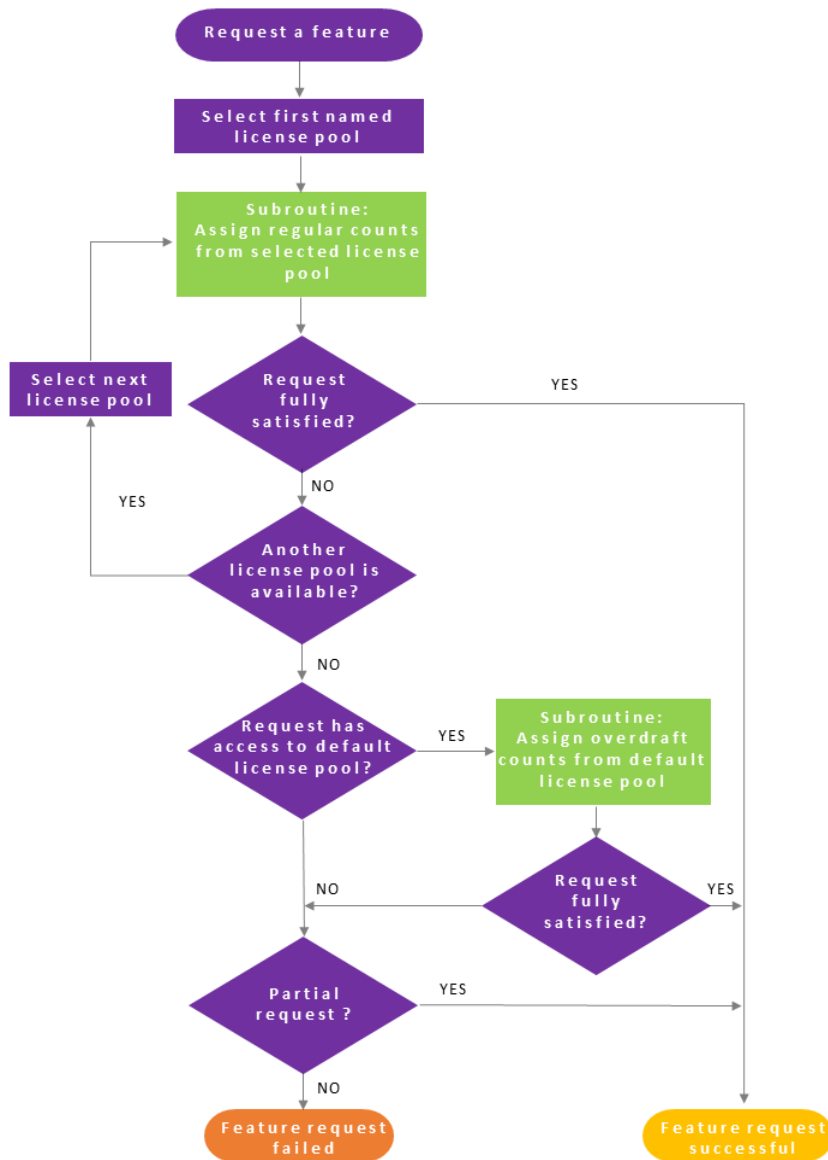 Request a feature
Select first named
license pool
Subroutine:
Assign regular counts
from selected license
pool
Select next
license pool
Request
fully
satisfied?
YES
NO
YES
Another
license pool is
available?
NO
Request has
access to default
license pool?
YES
Subroutine:
Assign overdraft
counts from default
license pool
NO
Request
fully
satisfied?
YES
Partial
request ?
YES
NO
Feature request
failed
Feature request
successful